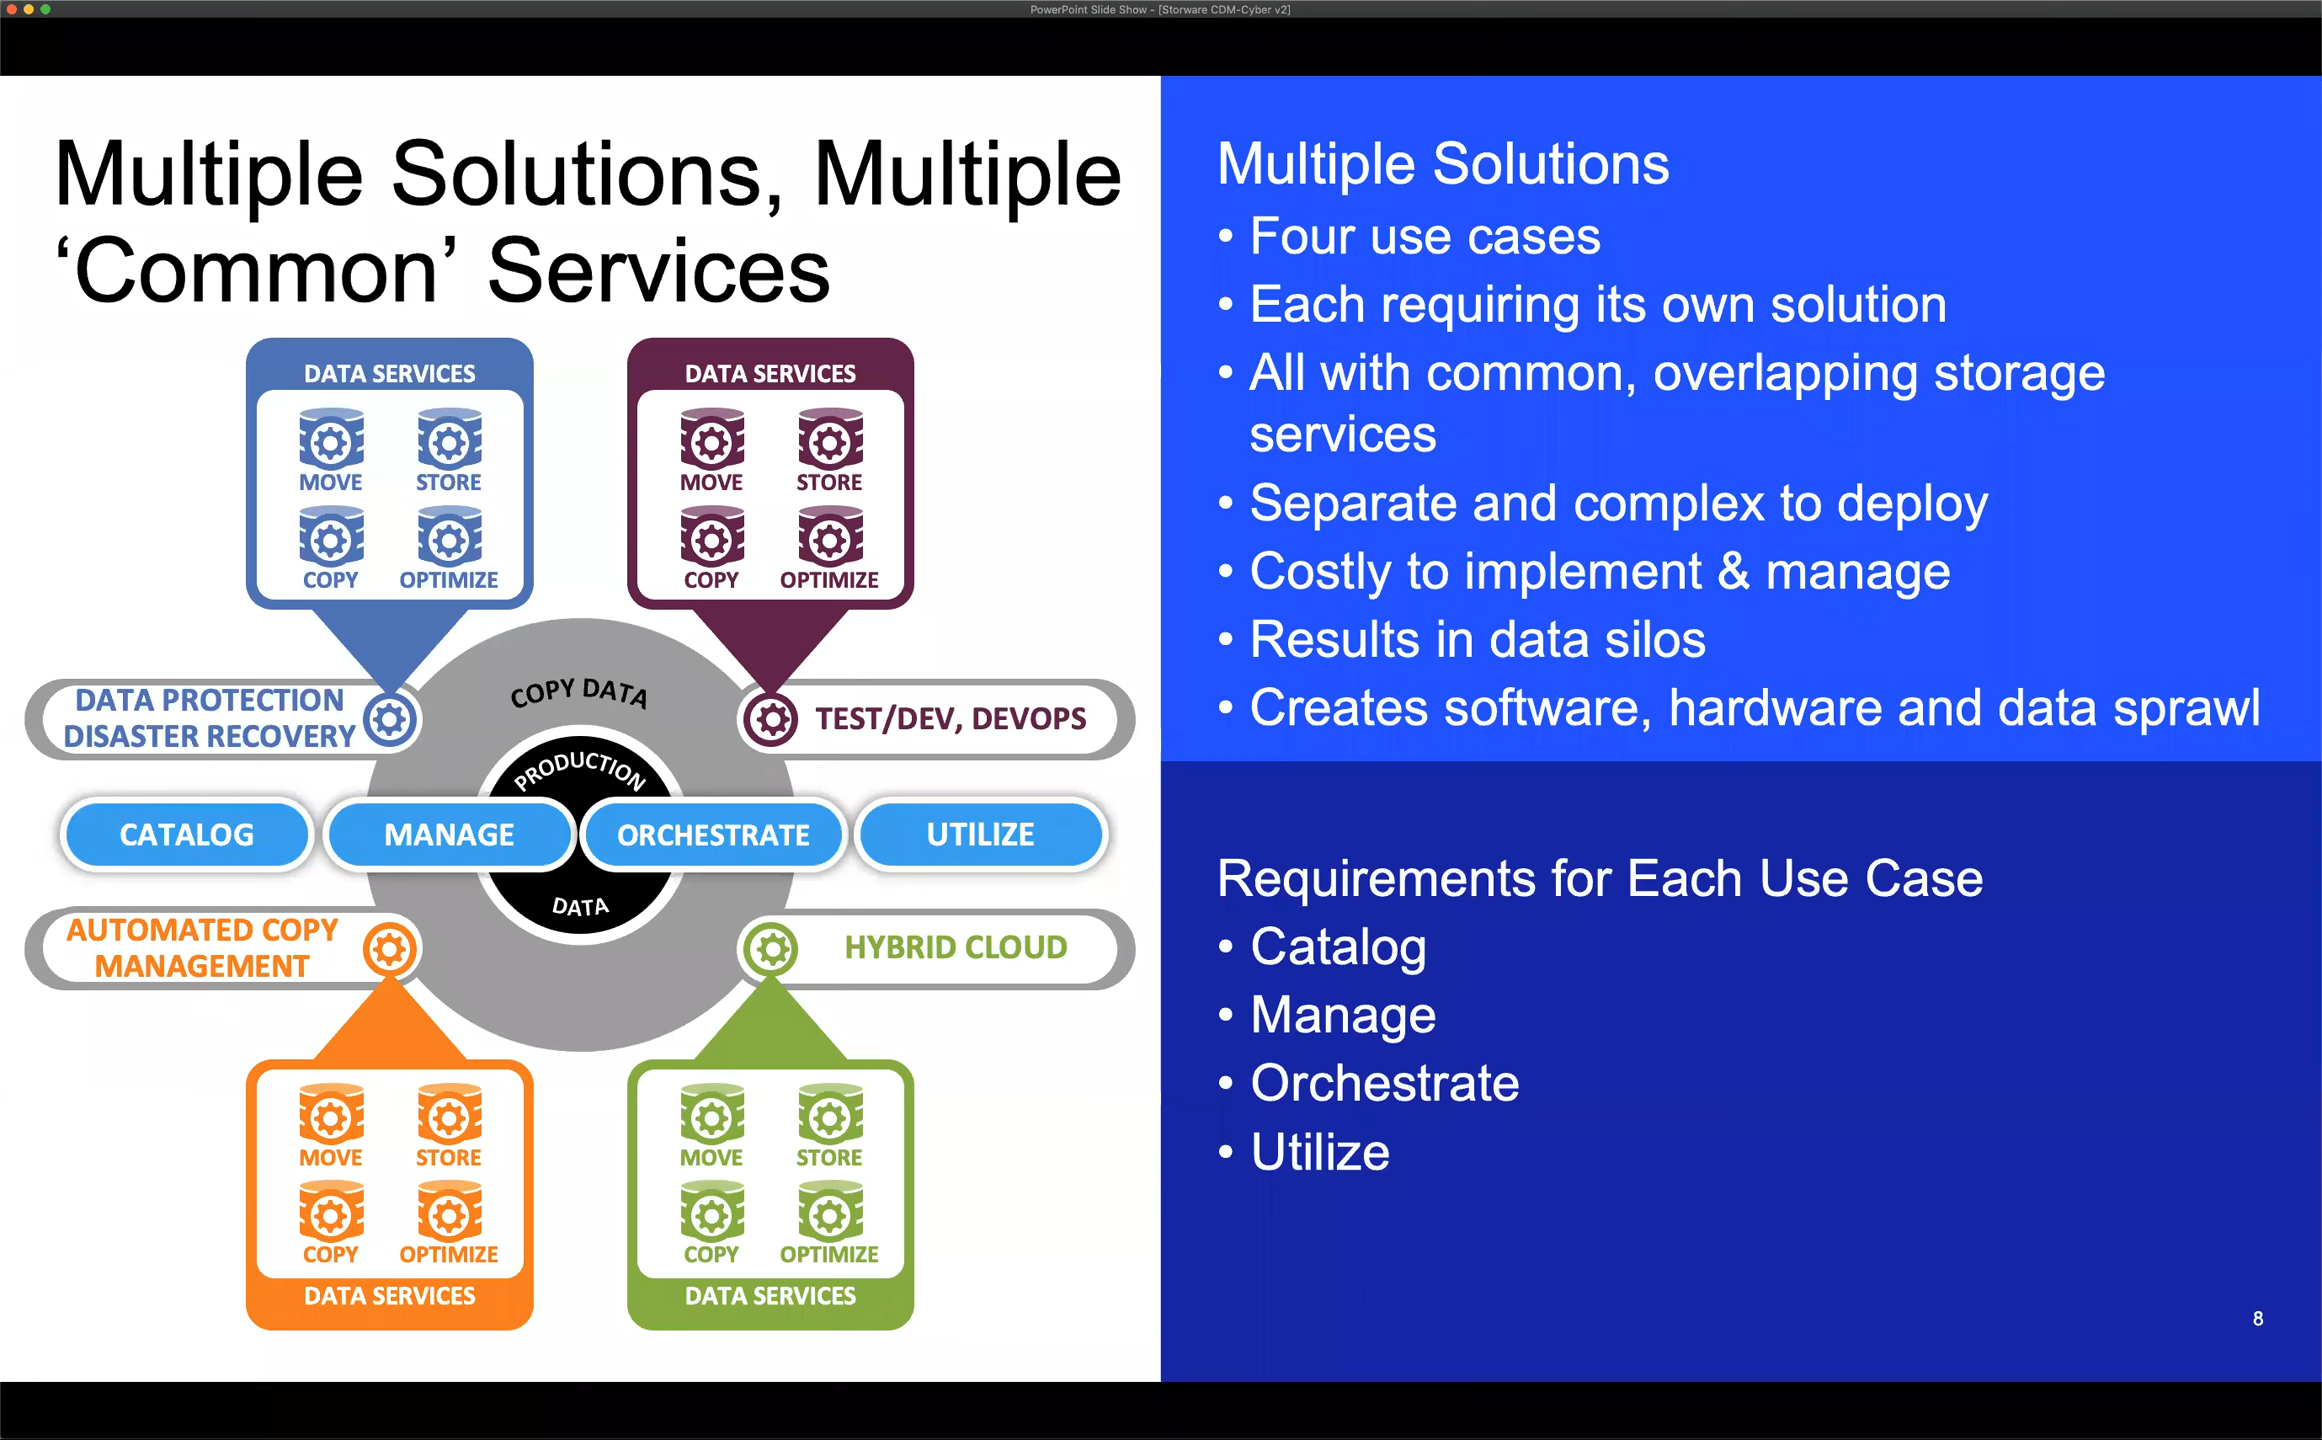 PowerPoint Slide Show - [Storware CDM-Cyber v2]
Multiple Solutions, Multiple
‘Common’ Services
DATA SERVICES
MOVE STORE
COPY OPTIMIZE
DATA SERVICES
MOVE STORE
COPY OPTIMIZE
COPY DATA
DATA PROTECTION
DISASTER RECOVERY
TEST/DEV, DEVOPS
PRODUCTION
CATALOG
MANAGE
ORCHESTRATE
UTILIZE
DATA
AUTOMATED COPY
MANAGEMENT
HYBRID CLOUD
MOVE STORE
COPY OPTIMIZE
DATA SERVICES
MOVE STORE
COPY OPTIMIZE
DATA SERVICES
Multiple Solutions
• Four use cases
• Each requiring its own solution
• All with common, overlapping storage
services
• Separate and complex to deploy
• Costly to implement & manage
• Results in data silos
• Creates software, hardware and data sprawl
Requirements for Each Use Case
• Catalog
• Manage
• Orchestrate
• Utilize
8